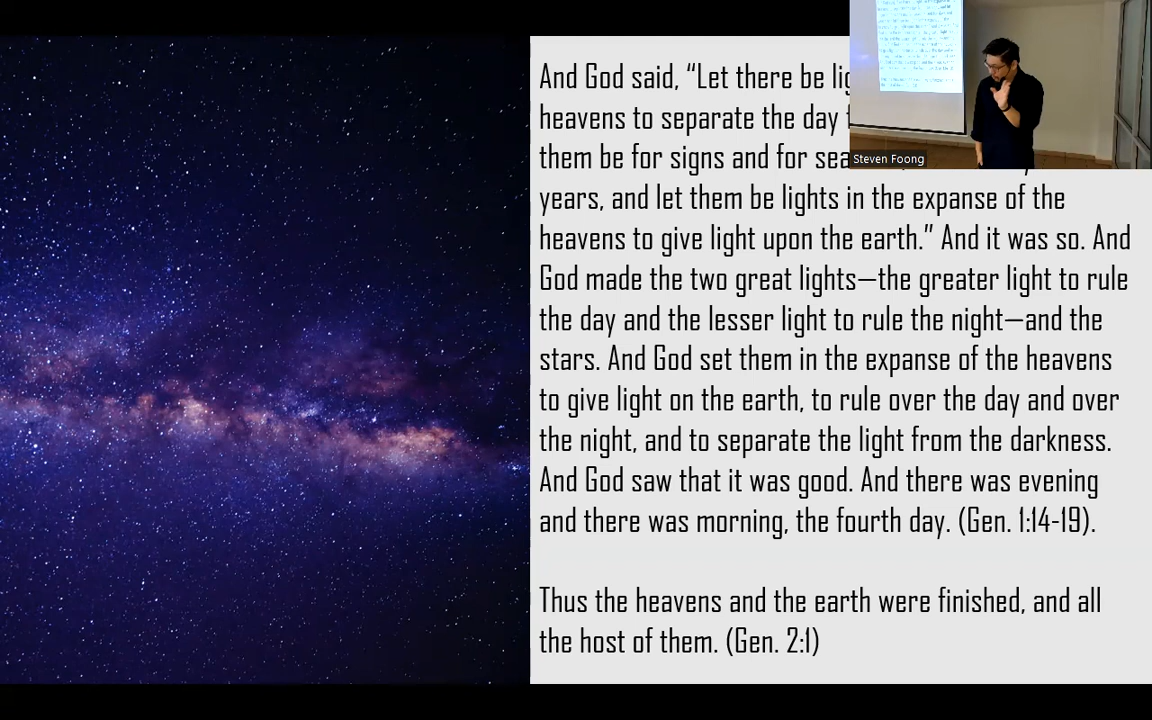 And God said, “Let there be
heavens to separate the day
them be for signs and for
years, and let them be lights in the expanse of the
heavens to give light upon the earth.” And it was so. And
God made the two great lights—the greater light to rule
the day and the lesser light to rule the night—and the
stars. And God set them in the expanse of the heavens
to give light on the earth, to rule over the day and over
the night, and to separate the light from the darkness.
And God saw that it was good. And there was evening
and there was morning, the fourth day. (Gen. 1:14-19).
Thus the heavens and the earth were finished, and all
the host of them. (Gen. 2:1)
Steven Foong